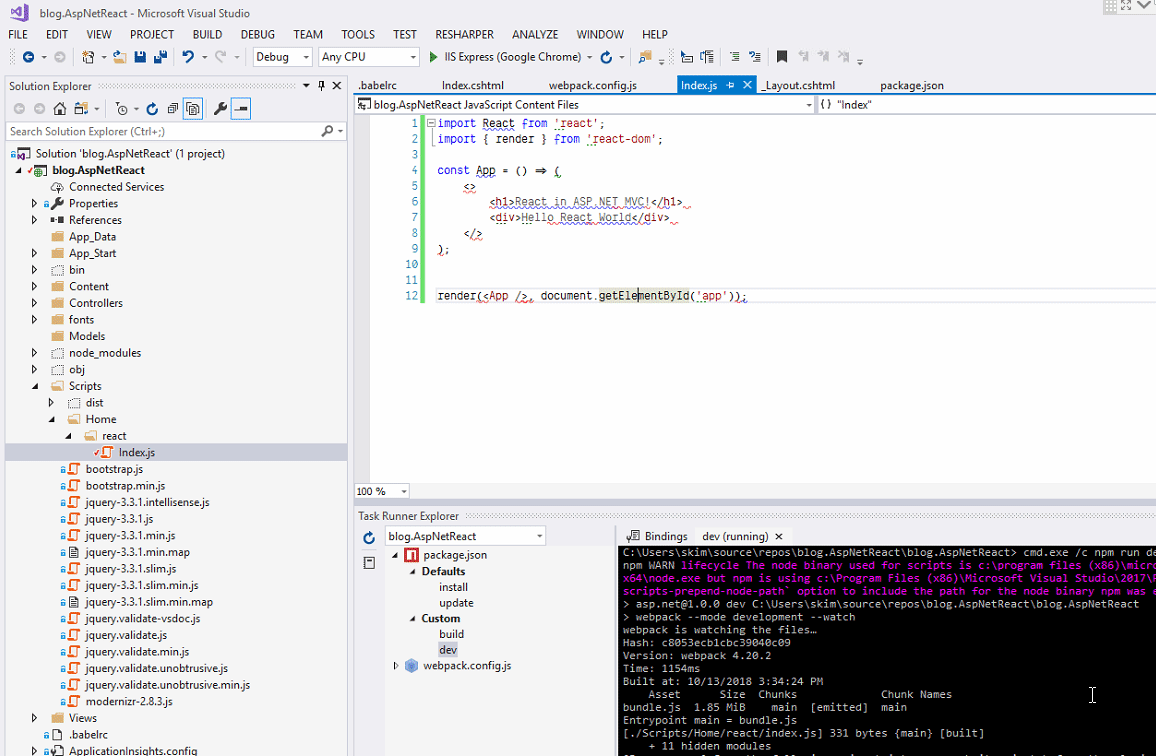 blog.AspNetReact - Microsoft Visual Studio
FILE EDIT VIEW PROJECT BUILD DEBUG TEAM TOOLS TEST RESHARPER ANALYZE WINDOW HELP
Debug Any CPU IIS Express (Google Chrome)
Solution Explorer
Search Solution Explorer (Ctrl+;)
Solution 'blog.AspNetReact' (1 project)
blog.AspNetReact
Connected Services
Properties
References
App_Data
App_Start
bin
Content
Controllers
fonts
Models
node_modules
obj
Scripts
dist
Home
react
Index.js
bootstrap.js
bootstrap.min.js
jquery-3.3.1.intellisense.js
jquery-3.3.1.js
jquery-3.3.1.min.js
jquery-3.3.1.min.map
jquery-3.3.1.slim.js
jquery-3.3.1.slim.min.js
jquery-3.3.1.slim.min.map
jquery.validate-vsdoc.js
jquery.validate.js
jquery.validate.min.js
jquery.validate.unobtrusive.js
jquery.validate.unobtrusive.min.js
modernizr-2.8.3.js
Views
.babelrc
ApplicationInsights.config
.babelrc Index.cshtml webpack.config.js Index.js _Layout.cshtml package.json
blog.AspNetReact JavaScript Content Files {} "Index"
1 import React from 'react';
2 import { render } from 'react-dom';
3
4 const App = () => (
5 <>
6 <h1>React in ASP.NET MVC!</h1>
7 <div>Hello React World</div>
8 </>
9 );
10
11
12 render(<App />, document.getElementById('app'));
100 %
Task Runner Explorer
blog.AspNetReact
package.json
Defaults
install
update
Custom
build
dev
webpack.config.js
Bindings dev (running)
C:\Users\skim\source\repos\blog.AspNetReact\blog.AspNetReact> cmd.exe /c npm run de
npm WARN lifecycle The node binary used for scripts is c:\program files (x86)\micro
x64\node.exe but npm is using c:\Program Files (x86)\Microsoft Visual Studio\2017\
scripts-prepend-node-path` option to include the path for the node binary npm was e
> asp.net@1.0.0 dev C:\Users\skim\source\repos\blog.AspNetReact\blog.AspNetReact
> webpack --mode development --watch
webpack is watching the files…
Hash: c8053ecb1cbc39040c09
Version: webpack 4.20.2
Time: 1154ms
Built at: 10/13/2018 3:34:24 PM
Asset Size Chunks Chunk Names
bundle.js 1.85 MiB main [emitted] main
Entrypoint main = bundle.js
[./Scripts/Home/react/index.js] 331 bytes {main} [built]
+ 11 hidden modules